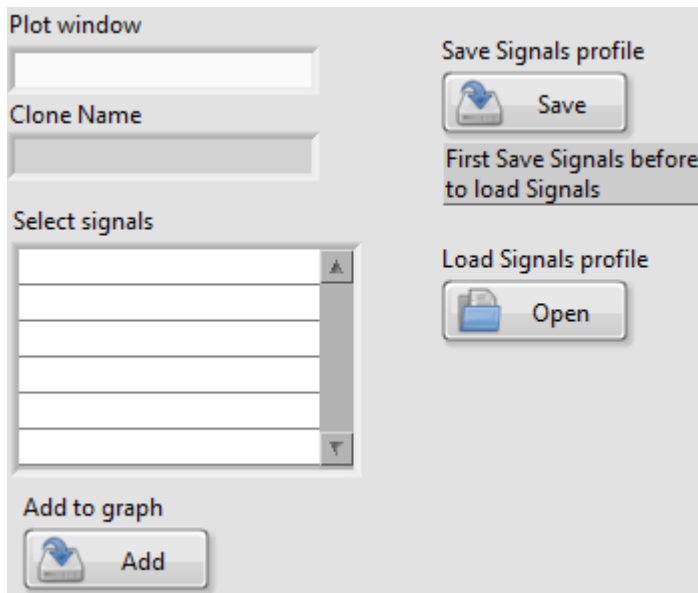 Plot window
Clone Name
Select signals
Add to graph
Add
Save Signals profile
Save
First Save Signals before
to load Signals
Load Signals profile
Open